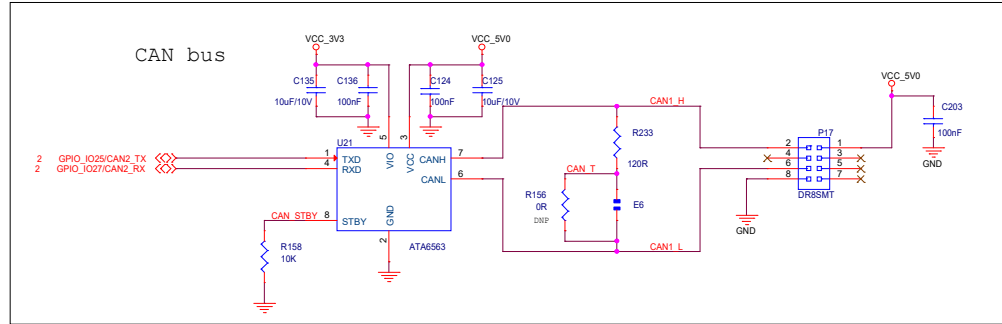 CAN bus
VCC_3V3
VCC_5V0
VCC_5V0
C135
10uF/10V
C136
100nF
C124
100nF
C125
10uF/10V
C203
100nF
GND
U21
5
3
VIO
VCC
2 GPIO_IO25/CAN2_TX
2 GPIO_IO27/CAN2_RX
1 TXD
4 RXD
CANH 7
CANL 6
CAN_STBY 8 STBY
GND
2
ATA6563
R158
10K
CAN1_H
R233
120R
CAN_T
R156
0R
DNP
E6
CAN1_L
P17
2 1
4 3
6 5
8 7
DR8SMT
GND